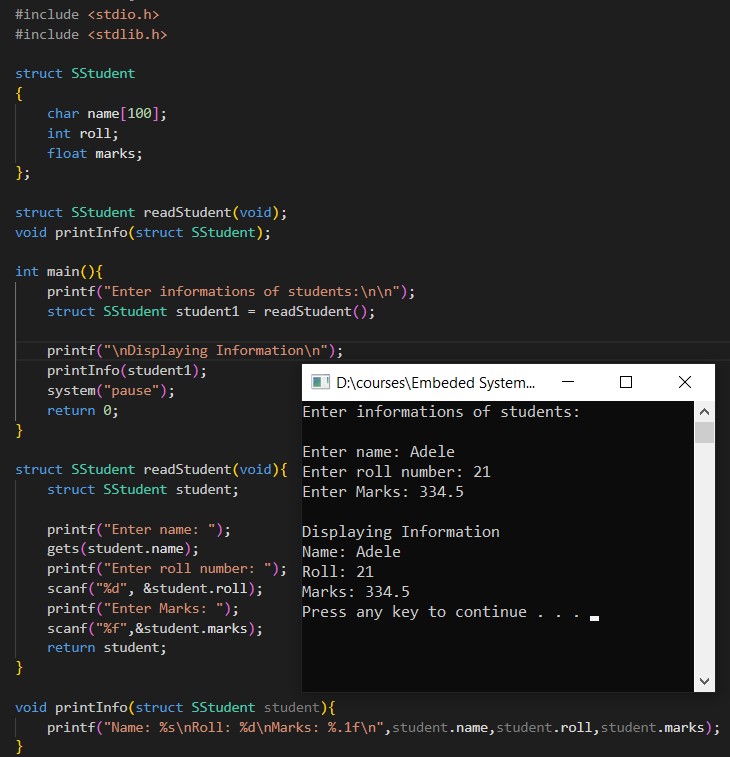 #include <stdio.h>
#include <stdlib.h>
struct SStudent
{
char name[100];
int roll;
float marks;
};
struct SStudent readStudent(void);
void printInfo(struct SStudent);
int main(){
printf("Enter informations of students:\n\n");
struct SStudent student1 = readStudent();
printf("\nDisplaying Information\n");
printInfo(student1);
system("pause");
return 0;
}
struct SStudent readStudent(void){
struct SStudent student;
printf("Enter name: ");
gets(student.name);
printf("Enter roll number: ");
scanf("%d", &student.roll);
printf("Enter Marks: ");
scanf("%f",&student.marks);
return student;
}
void printInfo(struct SStudent student){
printf("Name: %s\nRoll: %d\nMarks: %.1f\n",student.name,student.roll,student.marks);
}
D:\courses\Embeded System...
Enter informations of students:
Enter name: Adele
Enter roll number: 21
Enter Marks: 334.5
Displaying Information
Name: Adele
Roll: 21
Marks: 334.5
Press any key to continue . . .